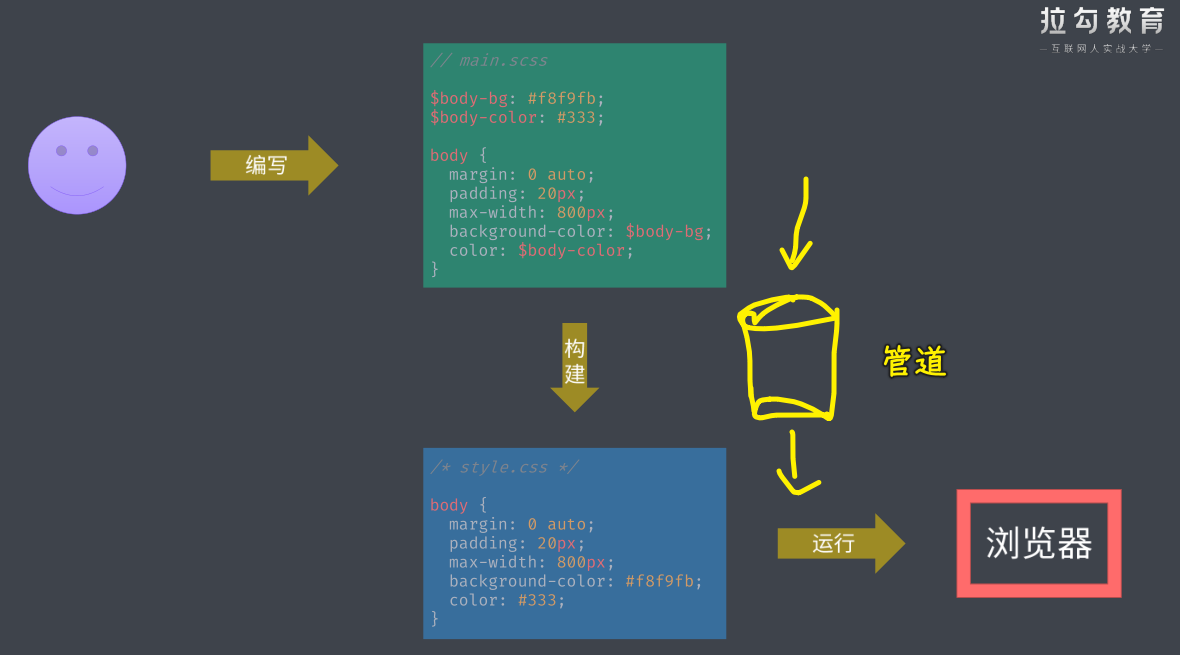 拉勾教育
互联网人实战大学
// main.scss
$body-bg: #f8f9fb;
$body-color: #333;
body {
  margin: 0 auto;
  padding: 20px;
  max-width: 800px;
  background-color: $body-bg;
  color: $body-color;
}
编写
构
建
管道
/* style.css */
body {
  margin: 0 auto;
  padding: 20px;
  max-width: 800px;
  background-color: #f8f9fb;
  color: #333;
}
运行
浏览器